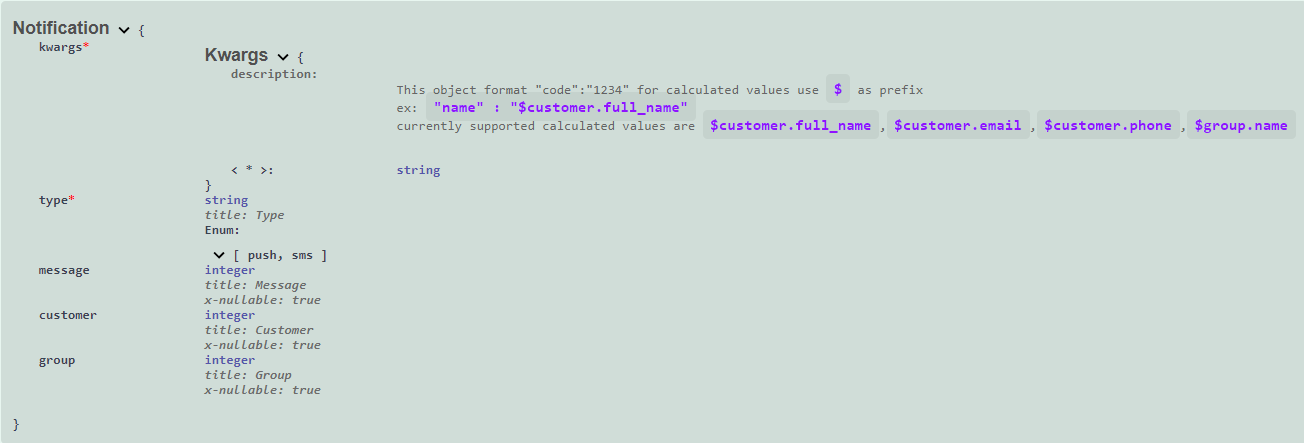 Notification {
kwargs*
Kwargs {
description:
This object format "code":"1234" for calculated values use $ as prefix
ex: "name" : "$customer.full_name"
currently supported calculated values are $customer.full_name , $customer.email , $customer.phone , $group.name
< * >: string
}
type* string
title: Type
Enum:
[ push, sms ]
message integer
title: Message
x-nullable: true
customer integer
title: Customer
x-nullable: true
group integer
title: Group
x-nullable: true
}